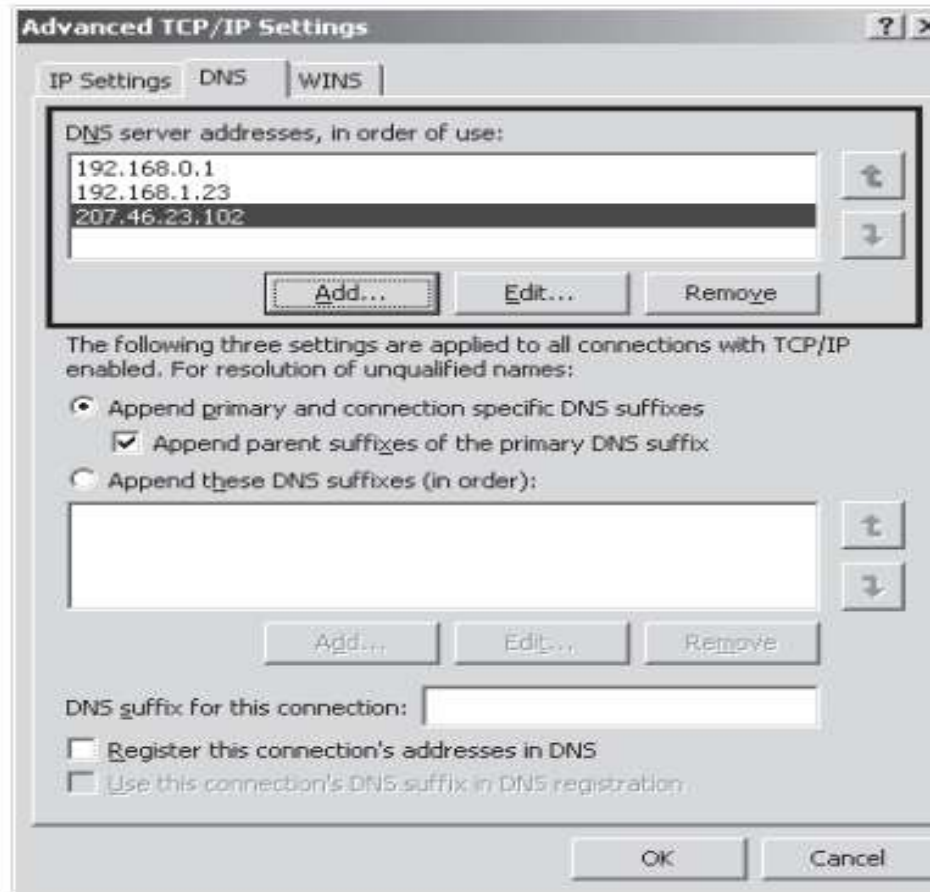 Advanced TCP/IP Settings
IP Settings DNS WINS
DNS server addresses, in order of use:
192.168.0.1
192.168.1.23
207.46.23.102
Add... Edit... Remove
The following three settings are applied to all connections with TCP/IP
enabled. For resolution of unqualified names:
Append primary and connection specific DNS suffixes
Append parent suffixes of the primary DNS suffix
Append these DNS suffixes (in order):
Add... Edit... Remove
DNS suffix for this connection:
Register this connection's addresses in DNS
Use this connection's DNS suffix in DNS registration
OK Cancel